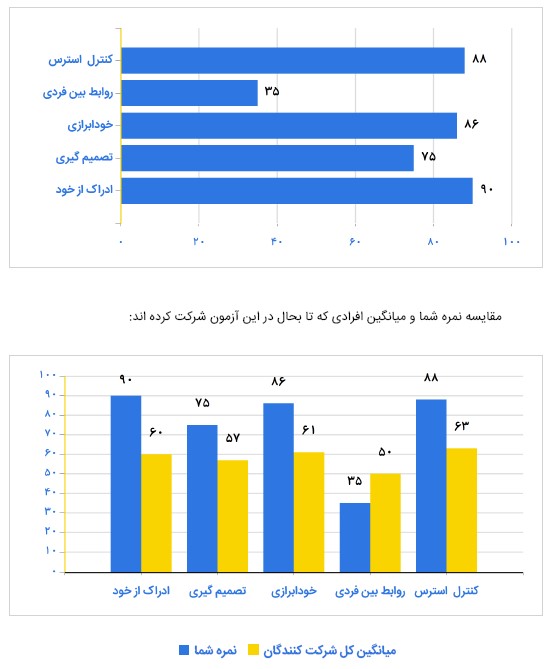 کنترل استرس ۸۸
روابط بین فردی ۳۵
خودابرازی ۸۶
تصمیم گیری ۷۵
ادراک از خود ۹۰
۰ ۲۰ ۴۰ ۶۰ ۸۰ ۱۰۰
مقایسه نمره شما و میانگین افرادی که تا بحال در این آزمون شرکت کرده اند:
۱۰۰
۹۰
۸۰
۷۰
۶۰
۵۰
۴۰
۳۰
۲۰
۱۰
۰
۹۰ ۶۰ ۷۵ ۵۷ ۸۶ ۶۱ ۳۵ ۵۰ ۸۸ ۶۳
ادراک از خود تصمیم گیری خودابرازی روابط بین فردی کنترل استرس
میانگین کل شرکت کنندگان نمره شما